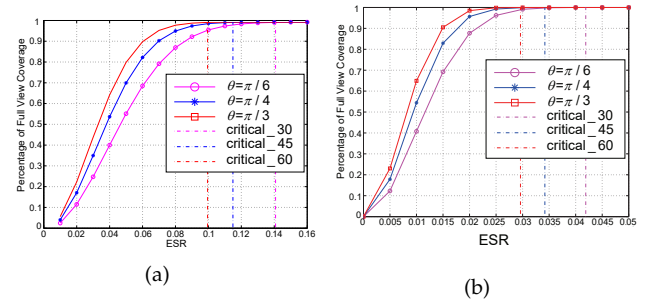 Percentage of Full View Coverage
1
0.9
0.8
0.7
0.6
0.5
0.4
0.3
0.2
0.1
0 0.02 0.04 0.06 0.08 0.1 0.12 0.14 0.16
ESR
θ=π / 6
θ=π / 4
θ=π / 3
critical_30
critical_45
critical_60
(a)
Percentage of Full View Coverage
1
0.9
0.8
0.7
0.6
0.5
0.4
0.3
0.2
0.1
0
0 0.005 0.01 0.015 0.02 0.025 0.03 0.035 0.04 0.045 0.05
ESR
θ=π / 6
θ=π / 4
θ=π / 3
critical_30
critical_45
critical_60
(b)